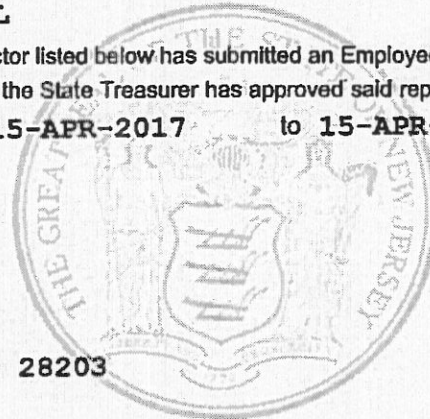 ctor listed below has submitted an Employee
the State Treasurer has approved said rep
15-APR-2017 to 15-APR-
THE GREAT SEAL OF THE STATE OF NEW JERSEY
28203